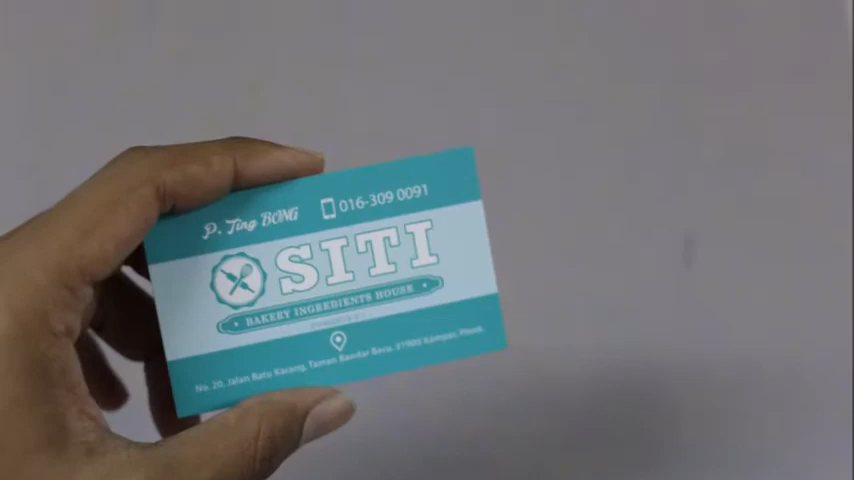 P. Ting BONG 016-309 0091
SITI
BAKERY INGREDIENTS HOUSE
No. 20, Jalan Batu Karang, Taman Bandar Baru, 31900 Kampar, Perak.